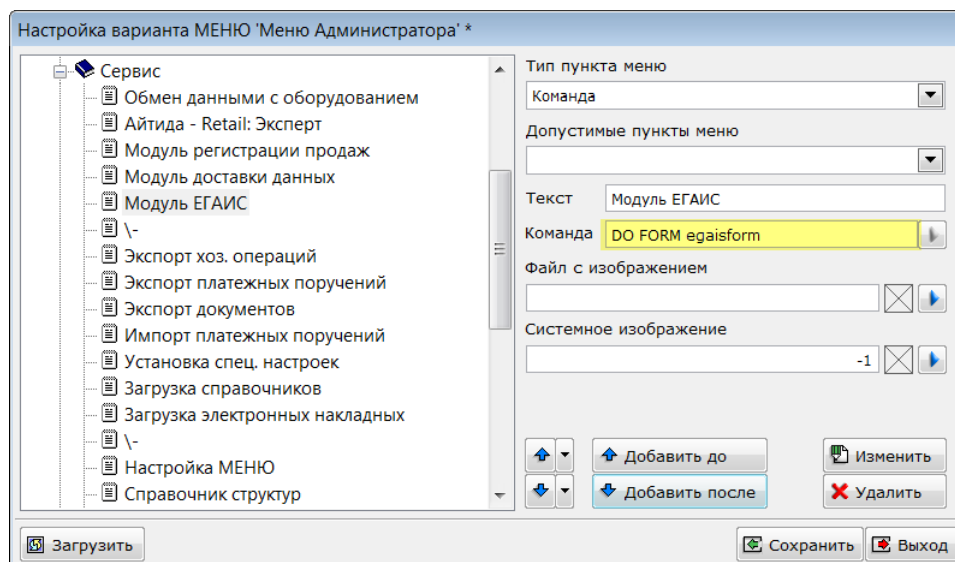 Настройка варианта МЕНЮ 'Меню Администратора' *
Сервис
Обмен данными с оборудованием
Айтида - Retail: Эксперт
Модуль регистрации продаж
Модуль доставки данных
Модуль ЕГАИС
\-
Экспорт хоз. операций
Экспорт платежных поручений
Экспорт документов
Импорт платежных поручений
Установка спец. настроек
Загрузка справочников
Загрузка электронных накладных
\-
Настройка МЕНЮ
Справочник структур
Тип пункта меню
Команда
Допустимые пункты меню
Текст Модуль ЕГАИС
Команда DO FORM egaisform
Файл с изображением
Системное изображение
-1
Добавить до Изменить
Добавить после Удалить
Загрузить Сохранить Выход